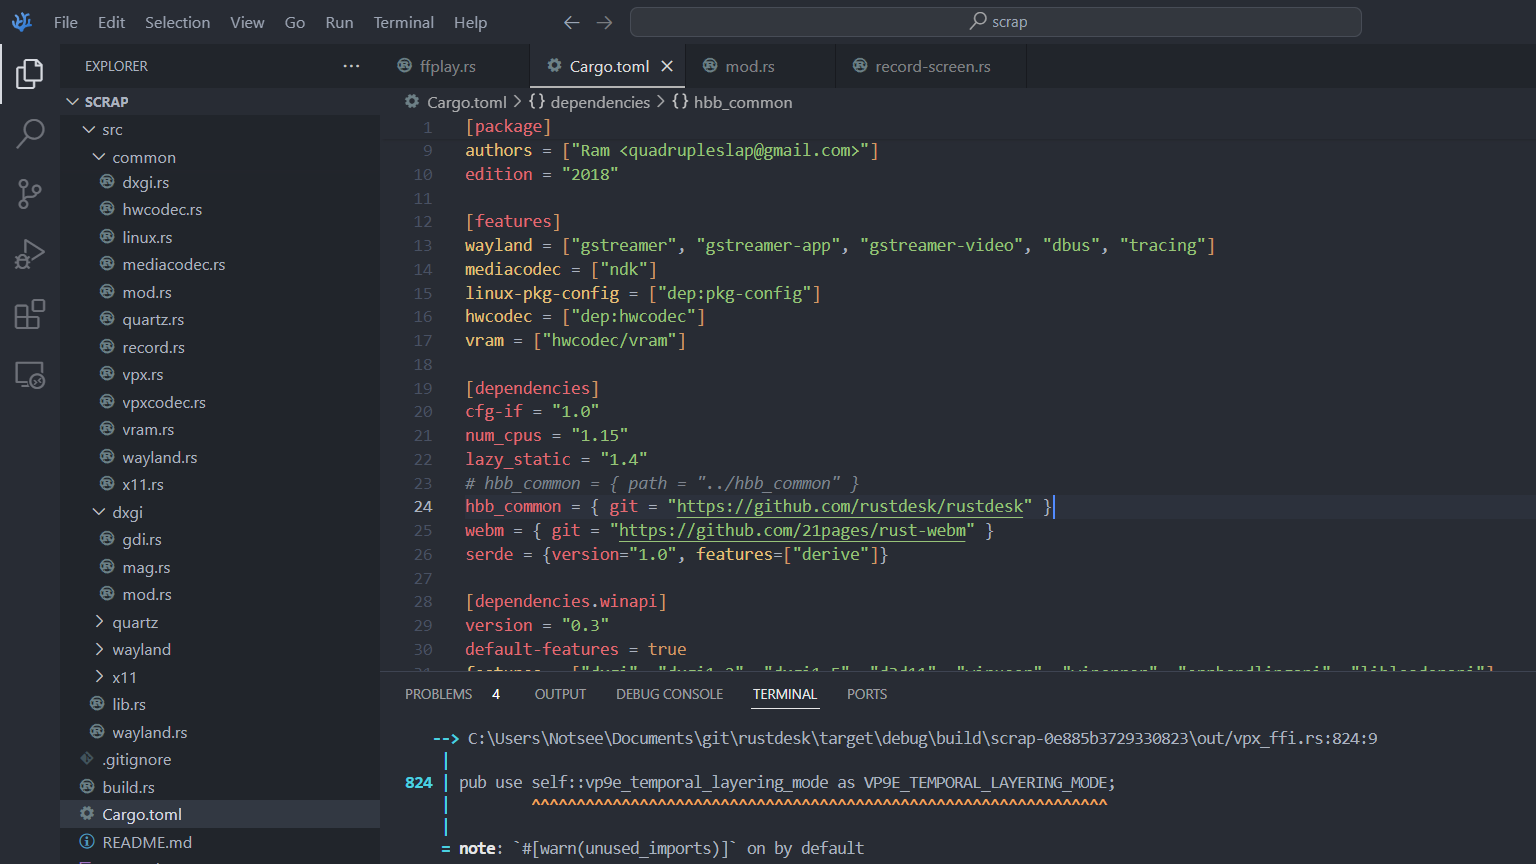 File Edit Selection View Go Run Terminal Help
scrap
EXPLORER
SCRAP
src
common
dxgi.rs
hwcodec.rs
linux.rs
mediacodec.rs
mod.rs
quartz.rs
record.rs
vpx.rs
vpxcodec.rs
vram.rs
wayland.rs
x11.rs
dxgi
gdi.rs
mag.rs
mod.rs
quartz
wayland
x11
lib.rs
wayland.rs
.gitignore
build.rs
Cargo.toml
README.md
ffplay.rs Cargo.toml mod.rs record-screen.rs
Cargo.toml > {} dependencies > {} hbb_common
1 [package]
9 authors = ["Ram <quadrupleslap@gmail.com>"]
10 edition = "2018"
11
12 [features]
13 wayland = ["gstreamer", "gstreamer-app", "gstreamer-video", "dbus", "tracing"]
14 mediacodec = ["ndk"]
15 linux-pkg-config = ["dep:pkg-config"]
16 hwcodec = ["dep:hwcodec"]
17 vram = ["hwcodec/vram"]
18
19 [dependencies]
20 cfg-if = "1.0"
21 num_cpus = "1.15"
22 lazy_static = "1.4"
23 # hbb_common = { path = "../hbb_common" }
24 hbb_common = { git = "https://github.com/rustdesk/rustdesk" }
25 webm = { git = "https://github.com/21pages/rust-webm" }
26 serde = {version="1.0", features=["derive"]}
27
28 [dependencies.winapi]
29 version = "0.3"
30 default-features = true
PROBLEMS 4 OUTPUT DEBUG CONSOLE TERMINAL PORTS
--> C:\Users\Notsee\Documents\git\rustdesk\target\debug\build\scrap-0e885b3729330823\out/vpx_ffi.rs:824:9
|
824 | pub use self::vp9e_temporal_layering_mode as VP9E_TEMPORAL_LAYERING_MODE;
| ^^^^^^^^^^^^^^^^^^^^^^^^^^^^^^^^^^^^^^^^^^^^^^^^^^^^^^^^^^^^^^^^
|
= note: `#[warn(unused_imports)]` on by default